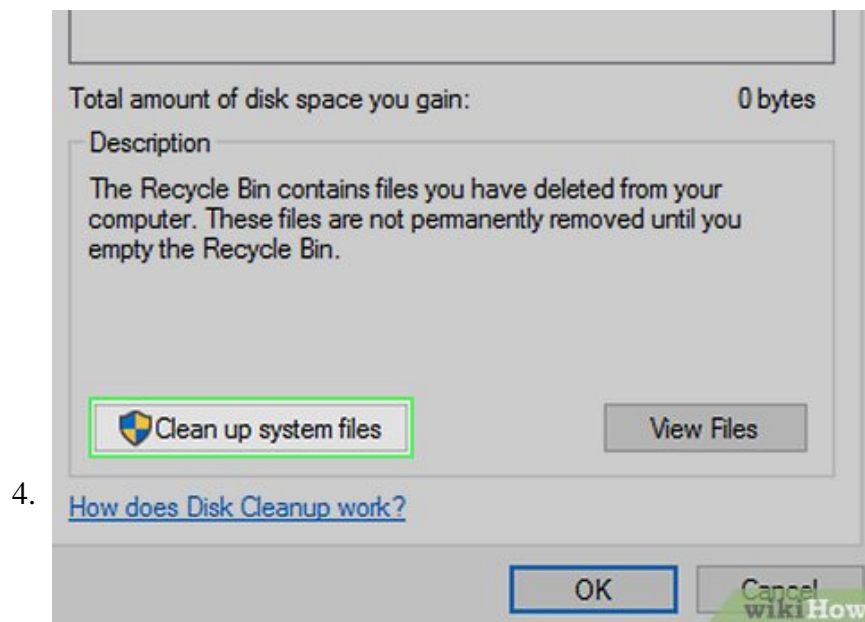 Total amount of disk space you gain: 0 bytes
Description
The Recycle Bin contains files you have deleted from your
computer. These files are not permanently removed until you
empty the Recycle Bin.
Clean up system files View Files
4.
How does Disk Cleanup work?
OK Cancel
wikiHow